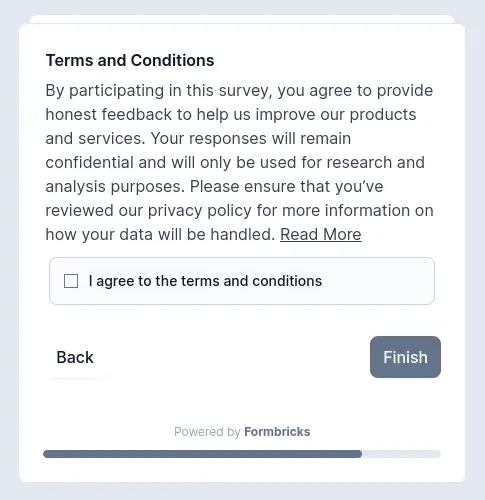 Terms and Conditions
By participating in this survey, you agree to provide
honest feedback to help us improve our products
and services. Your responses will remain
confidential and will only be used for research and
analysis purposes. Please ensure that you’ve
reviewed our privacy policy for more information on
how your data will be handled. Read More
I agree to the terms and conditions
Back
Finish
Powered by Formbricks